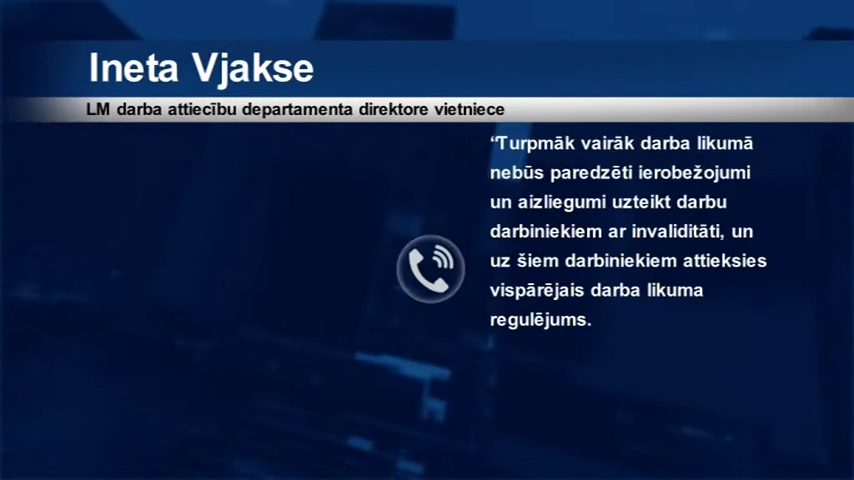 Ineta Vjakse
LM darba attiecību departamenta direktore vietniece
“Turpmāk vairāk darba likumā
nebūs paredzēti ierobežojumi
un aizliegumi uzteikt darbu
darbiniekiem ar invaliditāti, un
uz šiem darbiniekiem attieksies
vispārējais darba likuma
regulējums.